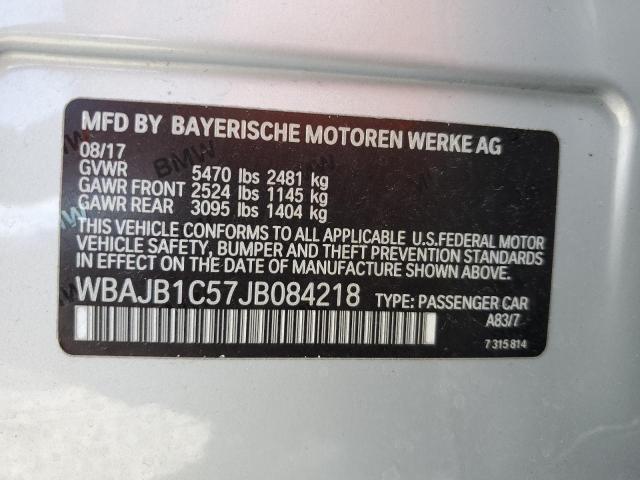 MFD BY BAYERISCHE MOTOREN WERKE AG
08/17
GVWR 5470 lbs 2481 kg
GAWR FRONT 2524 lbs 1145 kg
GAWR REAR 3095 lbs 1404 kg
THIS VEHICLE CONFORMS TO ALL APPLICABLE U.S.FEDERAL MOTOR
VEHICLE SAFETY, BUMPER AND THEFT PREVENTION STANDARDS
IN EFFECT ON THE DATE OF MANUFACTURE SHOWN ABOVE.
WBAJB1C57JB084218 TYPE: PASSENGER CAR
A83/7
7 315 814
BMW
BMW
BMW